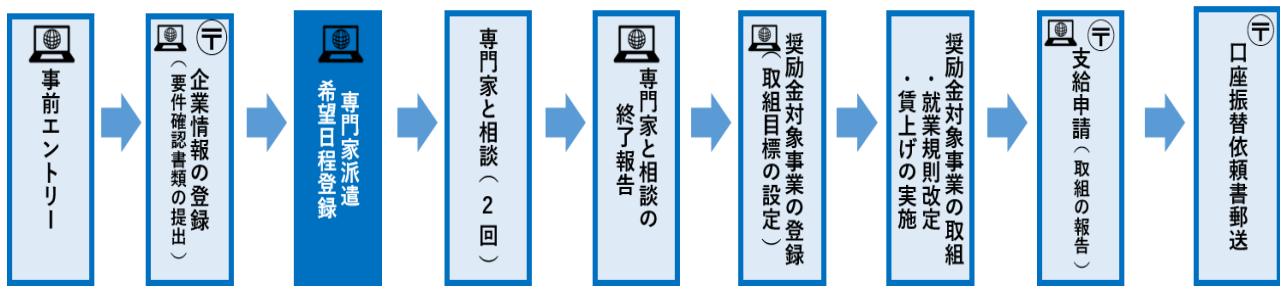 事前エントリー
〒
企業情報の登録
（要件確認書類の提出）
専門家派遣
希望日程登録
専門家と相談（２回）
専門家と相談の
終了報告
奨励金対象事業の登録
（取組目標の設定）
奨励金対象事業の取組
・就業規則改定
・賃上げの実施
〒
支給申請（取組の報告）
〒
口座振替依頼書郵送